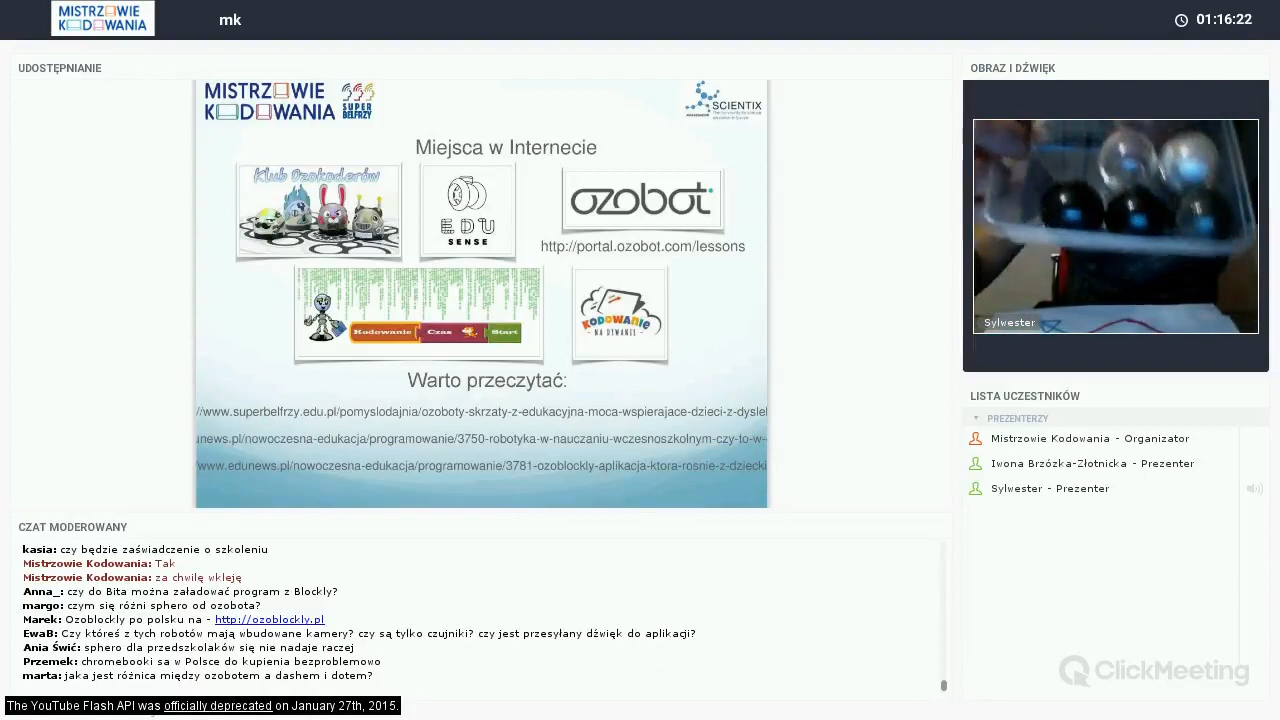 MISTRZOWIE
KODOWANIA
mk
01:16:22
UDOSTĘPNIANIE
MISTRZOWIE
KODOWANIA
SUPER
BELFRZY
SCIENTIX
Miejsca w Internecie
Klub Ozokoderów
EDU
SENSE
ozobot
http://portal.ozobot.com/lessons
Kodowanie Czas Start
KODOWANIE
NA DYWANIE
Warto przeczytać:
//www.superbelfrzy.edu.pl/pomyslodajnia/ozoboty-skrzaty-z-edukacyjna-moca-wspierajace-dzieci-z-dyslel
unews.pl/nowoczesna-edukacja/programowanie/3750-robotyka-w-nauczaniu-wczesnoszkolnym-czy-to-w-
www.edunews.pl/nowoczesna-edukacja/programowanie/3781-ozoblockly-aplikacja-ktora-rosnie-z-dziecki
CZAT MODEROWANY
kasia: czy będzie zaświadczenie o szkoleniu
Mistrzowie Kodowania: Tak
Mistrzowie Kodowania: za chwilę wkleję
Anna_: czy do Bita można załadować program z Blockly?
margo: czym się różni sphero od ozobota?
Marek: Ozoblockly po polsku na - http://ozoblockly.pl
EwaB: Czy któreś z tych robotów mają wbudowane kamery? czy są tylko czujniki? czy jest przesyłany dźwięk do aplikacji?
Ania Świć: sphero dla przedszkolaków się nie nadaje raczej
Przemek: chromebooki sa w Polsce do kupienia bezproblemowo
marta: jaka jest różnica między ozobotem a dashem i dotem?
The YouTube Flash API was officially deprecated on January 27th, 2015.
OBRAZ I DŹWIĘK
Sylwester
LISTA UCZESTNIKÓW
PREZENTERZY
Mistrzowie Kodowania - Organizator
Iwona Brzózka-Złotnicka - Prezenter
Sylwester - Prezenter
ClickMeeting